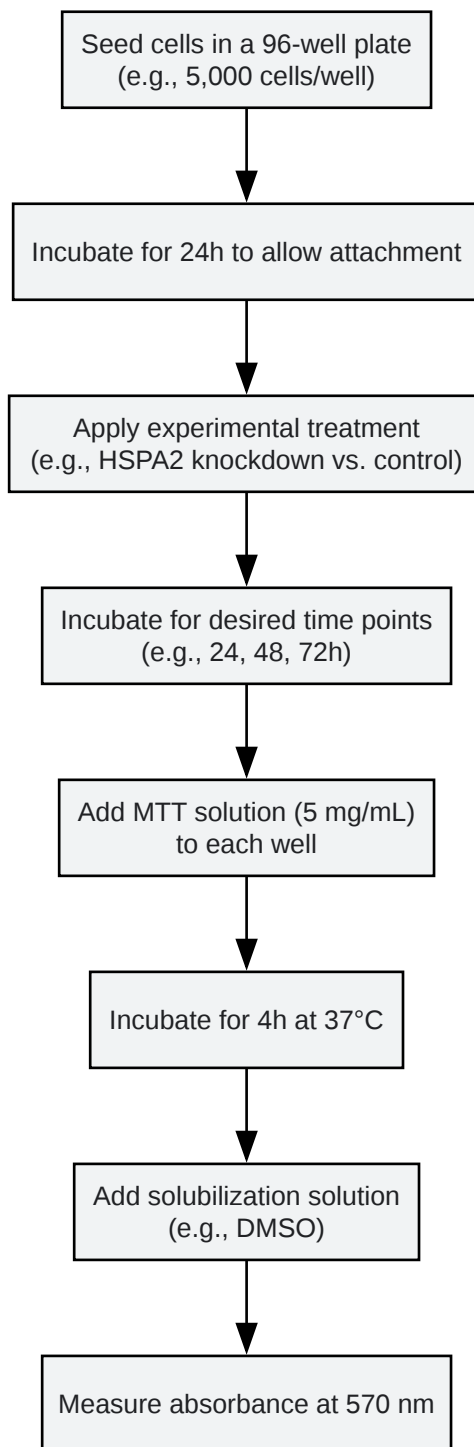 Seed cells in a 96-well plate
(e.g., 5,000 cells/well)
Incubate for 24h to allow attachment
Apply experimental treatment
(e.g., HSPA2 knockdown vs. control)
Incubate for desired time points
(e.g., 24, 48, 72h)
Add MTT solution (5 mg/mL)
to each well
Incubate for 4h at 37°C
Add solubilization solution
(e.g., DMSO)
Measure absorbance at 570 nm